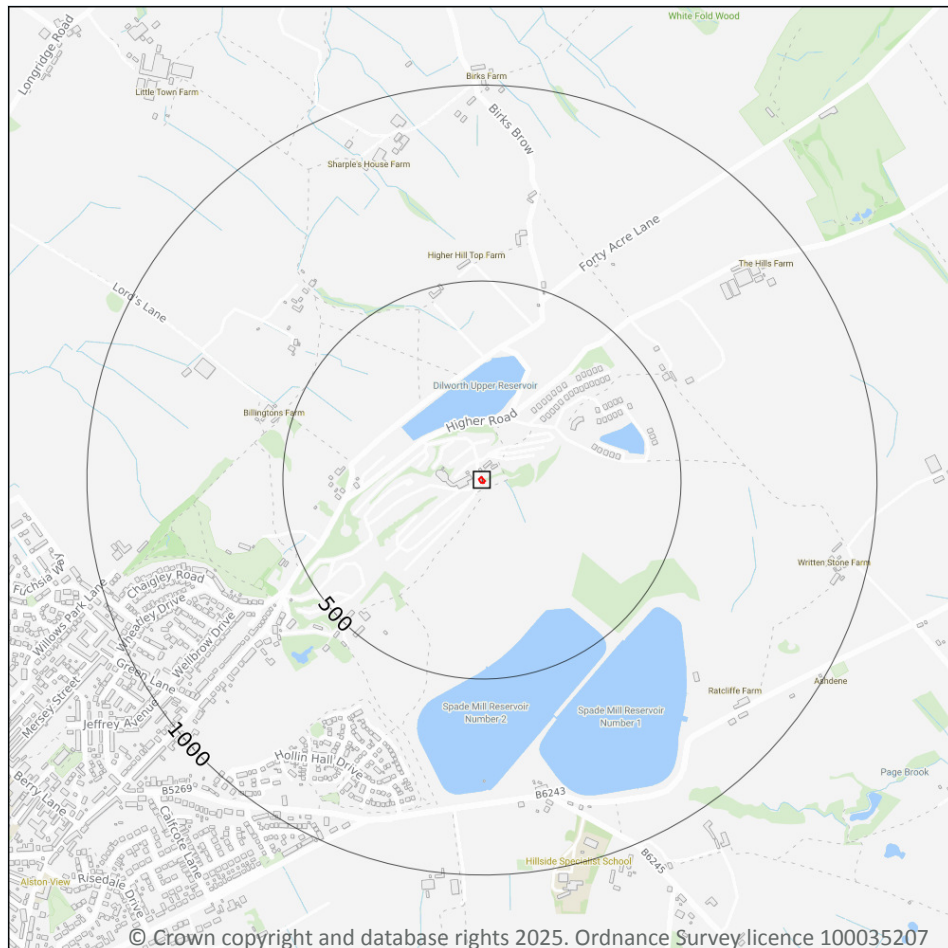 White Fold Wood
Longridge Road
Little Town Farm
Birks Farm
Birks Brow
Sharple's House Farm
Forty Acre Lane
Higher Hill Top Farm
The Hills Farm
Lord's Lane
Dilworth Upper Reservoir
Higher Road
Billingtons Farm
Written Stone Farm
Fuchsia Way
Willows Park Lane
Chaigley Road
Wheatley Drive
Wellbrow Drive
500
Green Lane
Mersey Street
Jeffrey Avenue
1000
Spade Mill Reservoir
Number 2
Spade Mill Reservoir
Number 1
Ratcliffe Farm
Ashdene
Hollin Hall Drive
Page Brook
Berry Lane
B5269
B6243
Calfcote Lane
B6245
Hillside Specialist School
Alston View
Risedale Drive
© Crown copyright and database rights 2025. Ordnance Survey licence 100035207